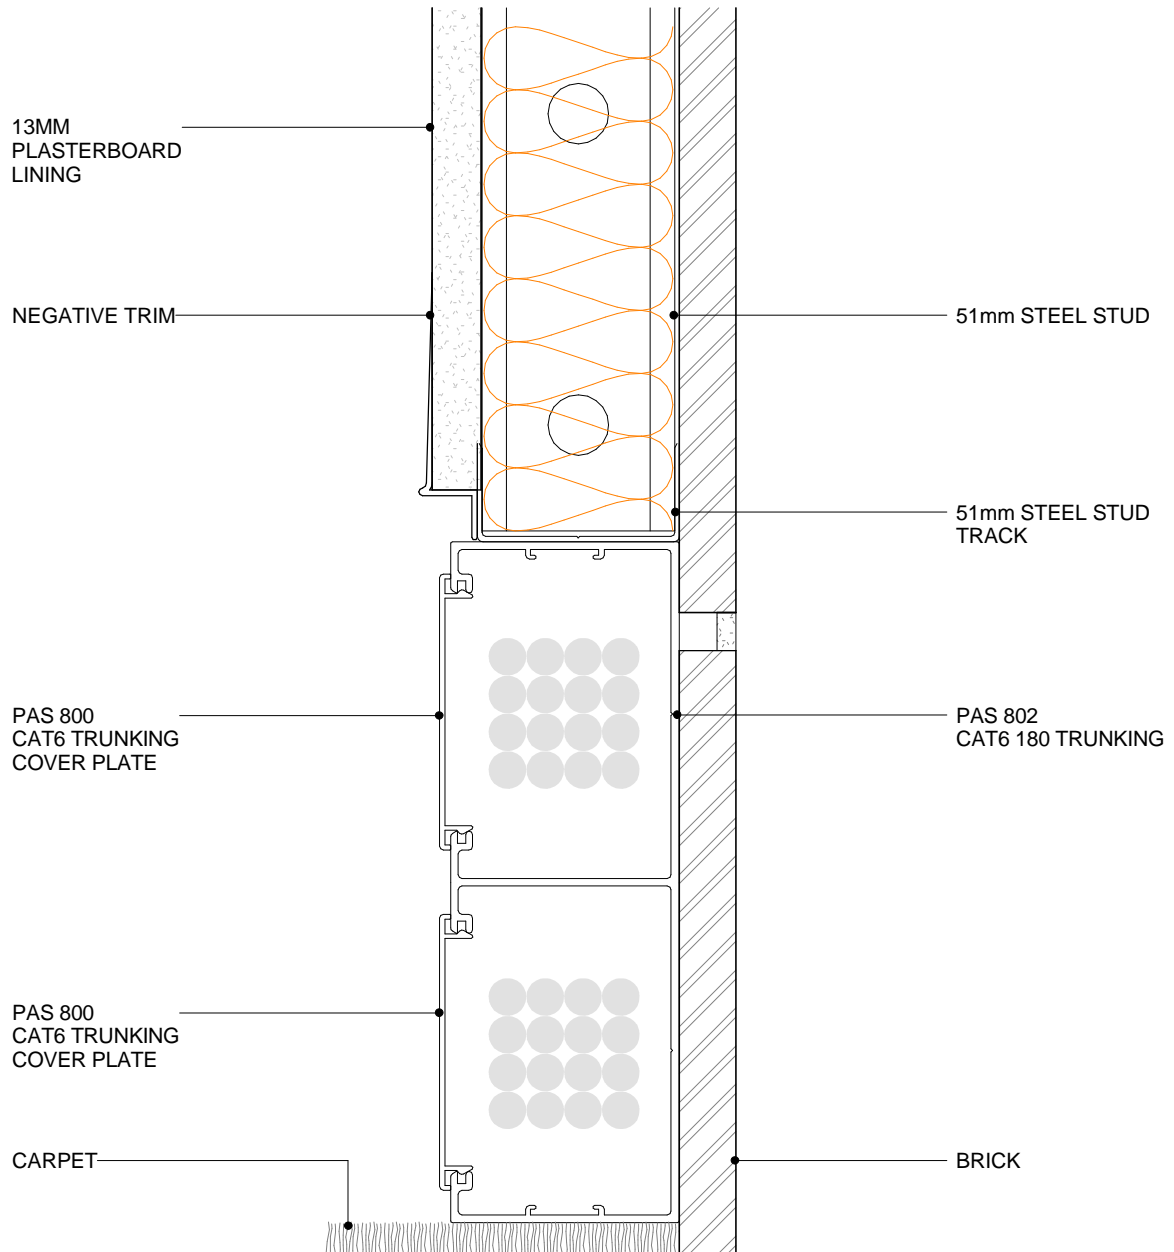 13MM
PLASTERBOARD
LINING
NEGATIVE TRIM
51mm STEEL STUD
51mm STEEL STUD
TRACK
PAS 800
CAT6 TRUNKING
COVER PLATE
PAS 802
CAT6 180 TRUNKING
PAS 800
CAT6 TRUNKING
COVER PLATE
CARPET
BRICK